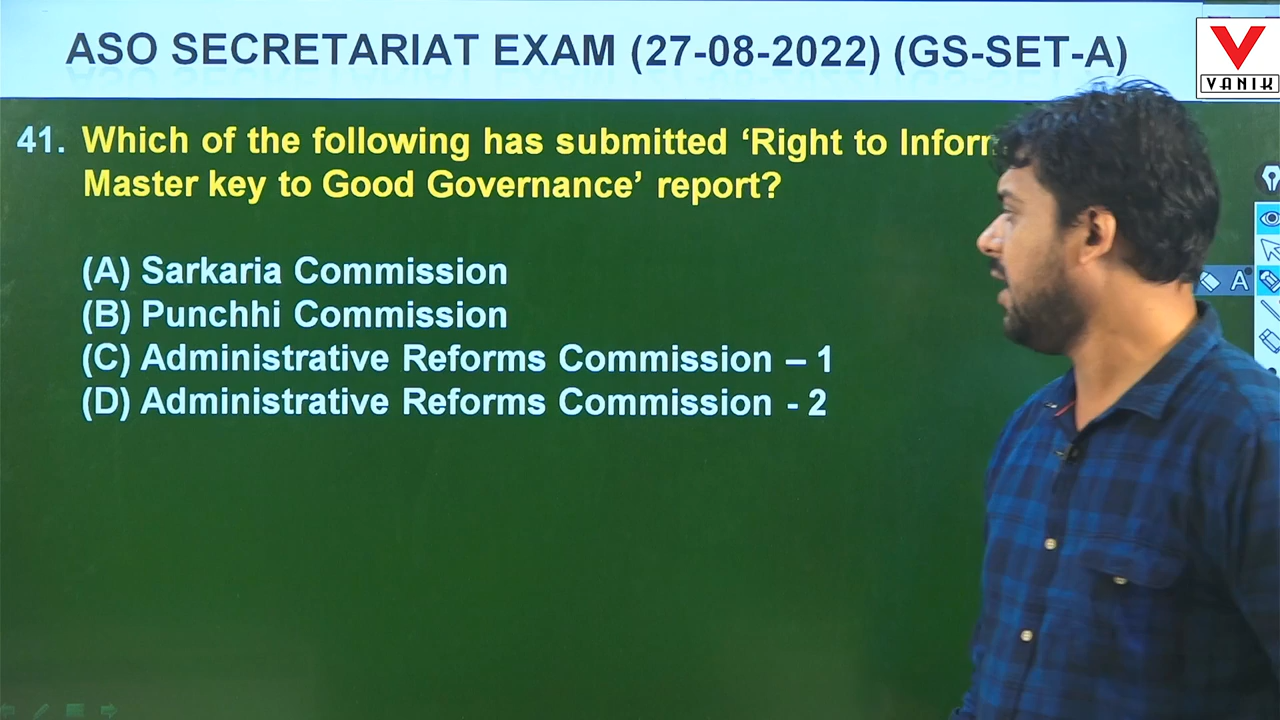 ASO SECRETARIAT EXAM (27-08-2022) (GS-SET-A)
VANIK
41. Which of the following has submitted ‘Right to
Master key to Good Governance’ report?
(A) Sarkaria Commission
(B) Punchhi Commission
A
(C) Administrative Reforms Commission – 1
(D) Administrative Reforms Commission - 2